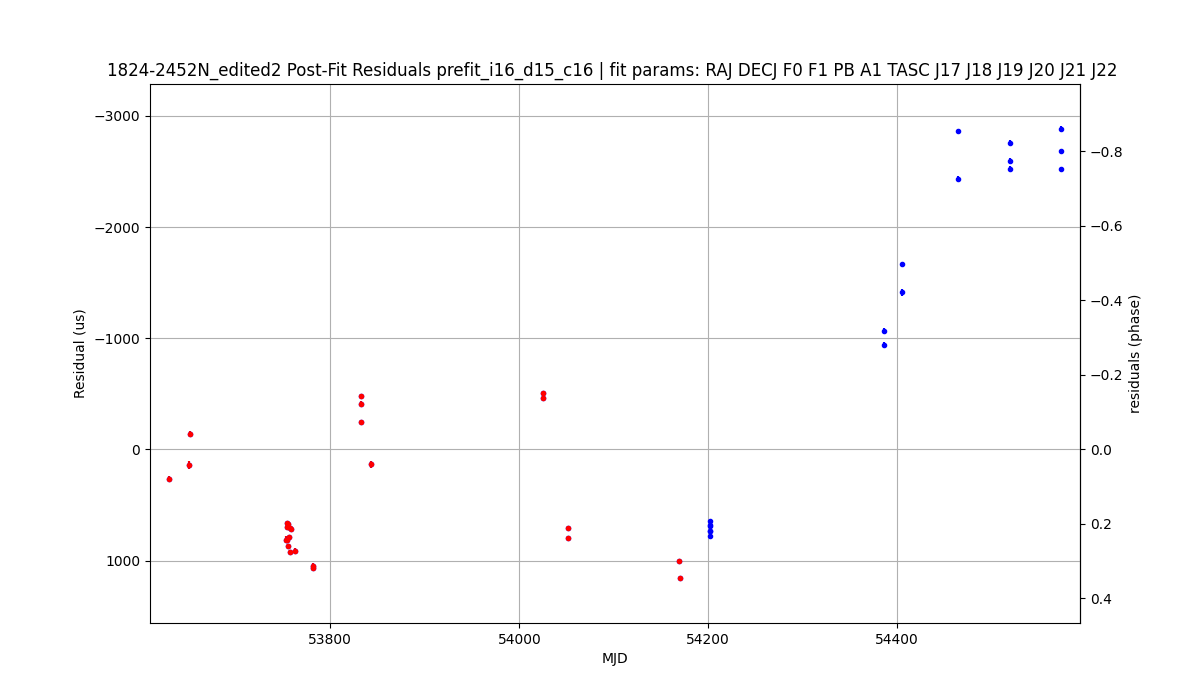 1824-2452N_edited2 Post-Fit Residuals prefit_i16_d15_c16 | fit params: RAJ DECJ F0 F1 PB A1 TASC J17 J18 J19 J20 J21 J22
−3000
−2000
−1000
0
1000
Residual (us)
−0.8
−0.6
−0.4
−0.2
0.0
0.2
0.4
residuals (phase)
53800 54000 54200 54400
MJD